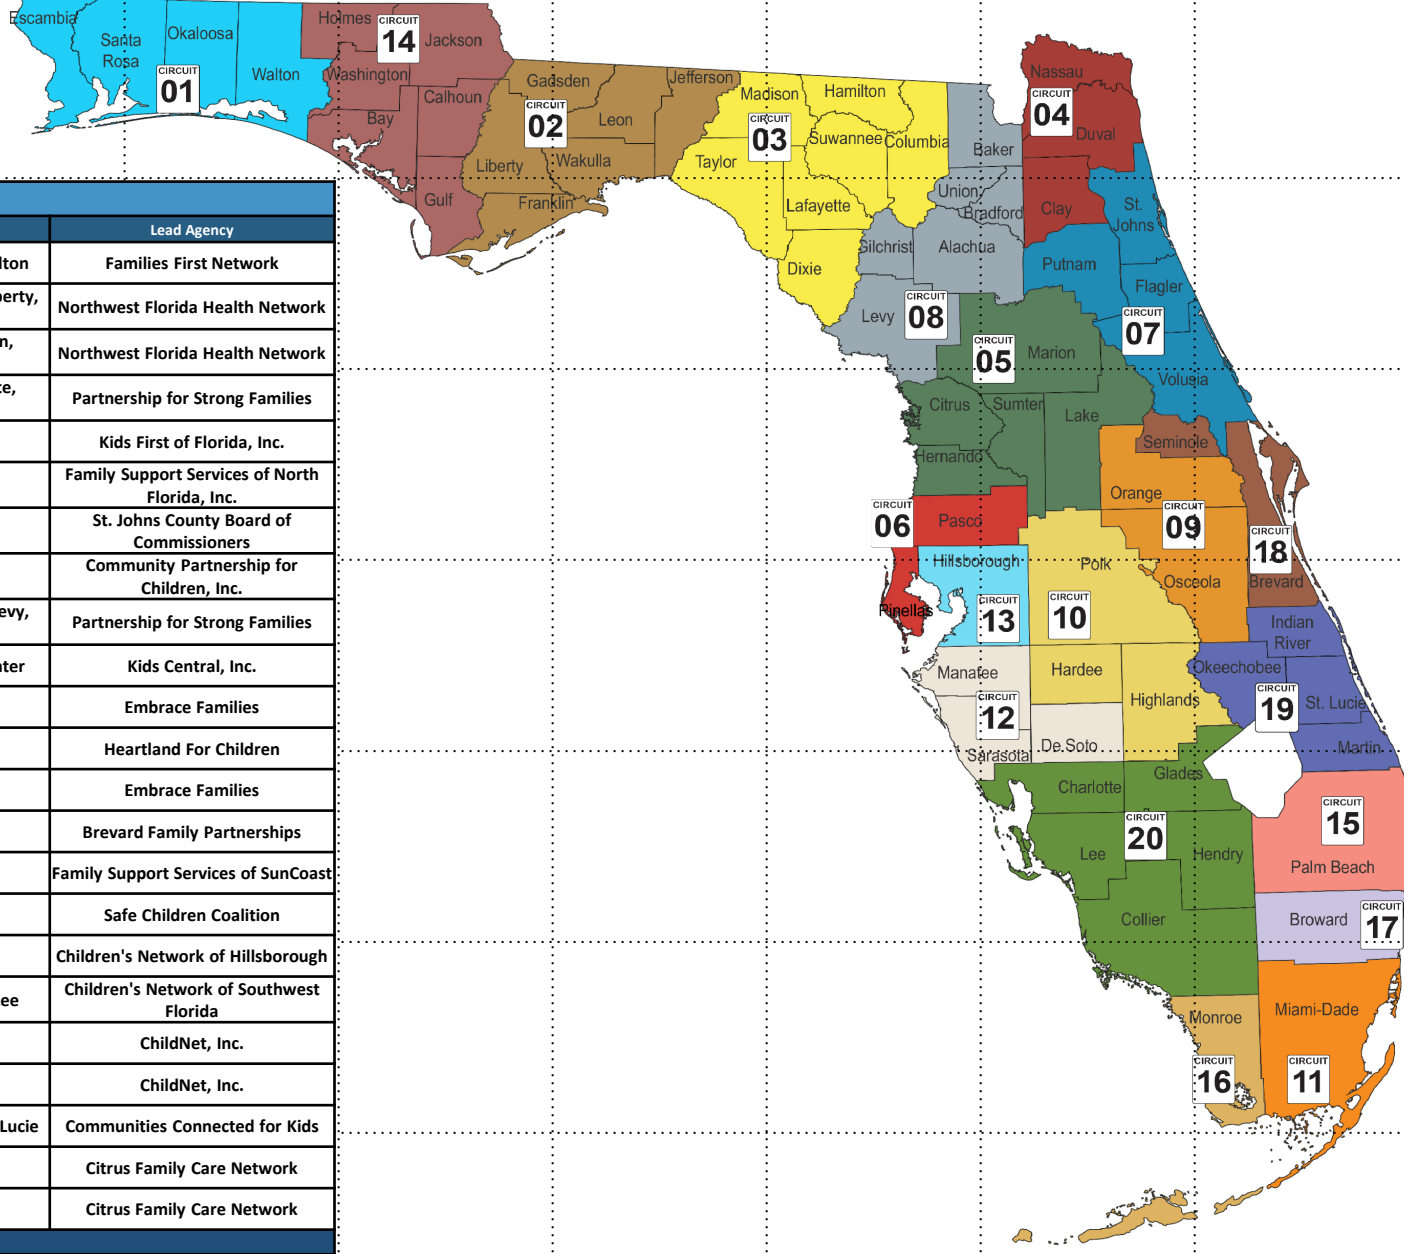 Escambia
Santa
Rosa
Okaloosa
Walton
CIRCUIT
01
Holmes
CIRCUIT
14
Jackson
Washington
Calhoun
Bay
Gulf
Gadsden
CIRCUIT
02
Leon
Jefferson
Liberty
Wakulla
Franklin
Madison
Hamilton
CIRCUIT
03
Suwannee
Columbia
Taylor
Lafayette
Dixie
Baker
Union
Bradford
Gilchrist
Alachua
Levy
CIRCUIT
08
Nassau
CIRCUIT
04
Duval
Clay
St.
Johns
Putnam
Flagler
CIRCUIT
07
Volusia
CIRCUIT
05
Marion
Citrus
Sumter
Lake
Hernando
Seminole
Orange
CIRCUIT
09
Osceola
CIRCUIT
18
Brevard
CIRCUIT
06
Pasco
Pinellas
Hillsborough
CIRCUIT
13
Polk
CIRCUIT
10
Hardee
Highlands
Manatee
CIRCUIT
12
Sarasota
De Soto
Indian
River
Okeechobee
CIRCUIT
19
St. Lucie
Martin
Charlotte
Glades
CIRCUIT
20
Lee
Hendry
Collier
CIRCUIT
15
Palm Beach
Broward
CIRCUIT
17
Monroe
CIRCUIT
16
Miami-Dade
CIRCUIT
11
Lead Agency
lton
Families First Network
perty,
Northwest Florida Health Network
n,
Northwest Florida Health Network
te,
Partnership for Strong Families
Kids First of Florida, Inc.
Family Support Services of North
Florida, Inc.
St. Johns County Board of
Commissioners
Community Partnership for
Children, Inc.
evy,
Partnership for Strong Families
nter
Kids Central, Inc.
Embrace Families
Heartland For Children
Embrace Families
Brevard Family Partnerships
Family Support Services of SunCoast
Safe Children Coalition
Children's Network of Hillsborough
ee
Children's Network of Southwest
Florida
ChildNet, Inc.
ChildNet, Inc.
Lucie
Communities Connected for Kids
Citrus Family Care Network
Citrus Family Care Network